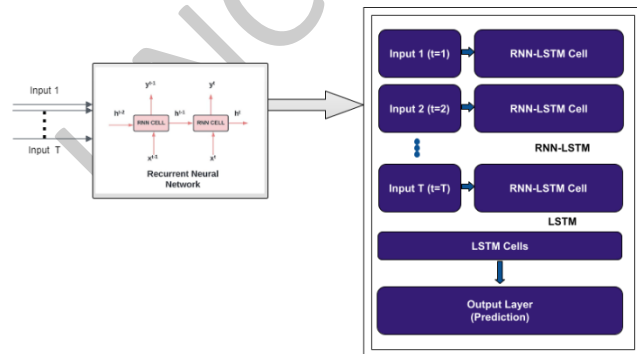 Input 1
Input T
y^t-1
y^t
h^t-2
RNN CELL
h^t-1
RNN CELL
h^t
x^t-2
x^t
Recurrent Neural
Network
Input 1 (t=1)
RNN-LSTM Cell
Input 2 (t=2)
RNN-LSTM Cell
RNN-LSTM
Input T (t=T)
RNN-LSTM Cell
LSTM
LSTM Cells
Output Layer
(Prediction)